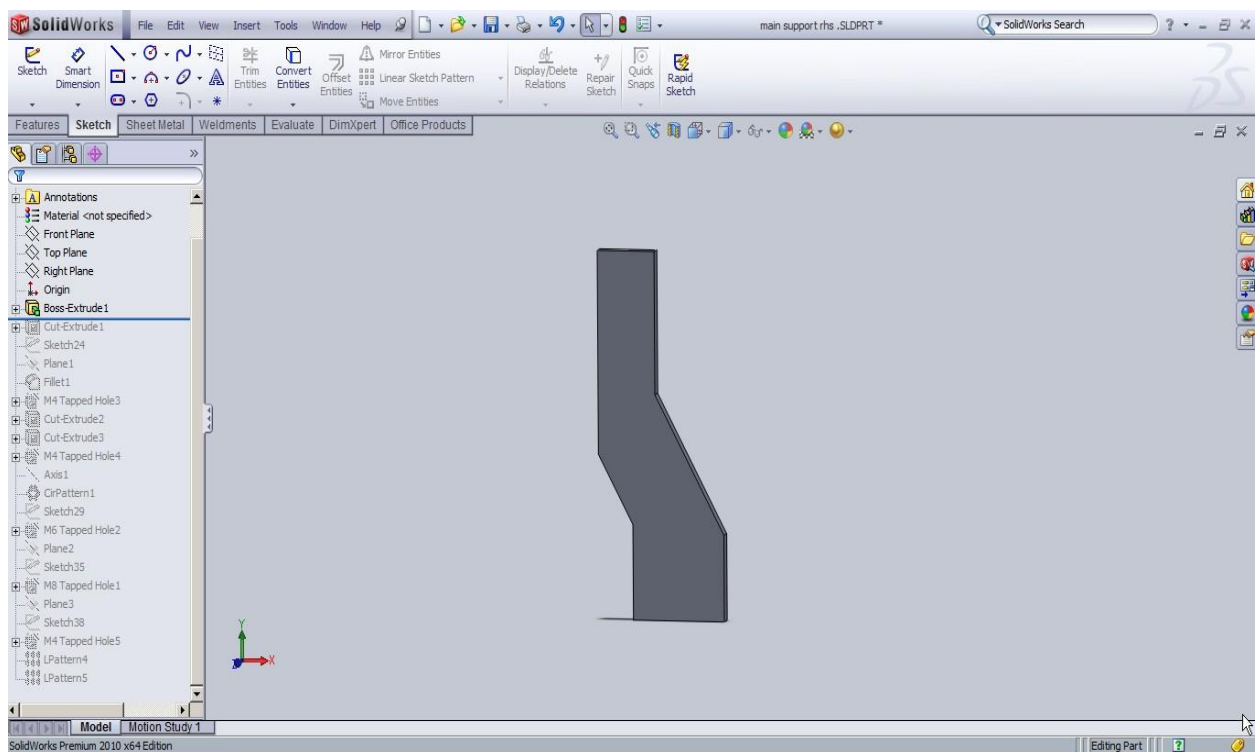 SolidWorks File Edit View Insert Tools Window Help main support rhs .SLDPRT * SolidWorks Search
Sketch Smart Dimension Trim Entities Convert Entities Offset Entities Mirror Entities Linear Sketch Pattern Move Entities Display/Delete Relations Repair Sketch Quick Snaps Rapid Sketch
Features Sketch Sheet Metal Weldments Evaluate DimXpert Office Products
Annotations
Material <not specified>
Front Plane
Top Plane
Right Plane
Origin
Boss-Extrude1
Cut-Extrude1
Sketch24
Plane1
Fillet1
M4 Tapped Hole3
Cut-Extrude2
Cut-Extrude3
M4 Tapped Hole4
Axis1
CirPattern1
Sketch29
M6 Tapped Hole2
Plane2
Sketch35
M8 Tapped Hole1
Plane3
Sketch38
M4 Tapped Hole5
LPattern4
LPattern5
Y
X
Model Motion Study 1
SolidWorks Premium 2010 x64 Edition Editing Part